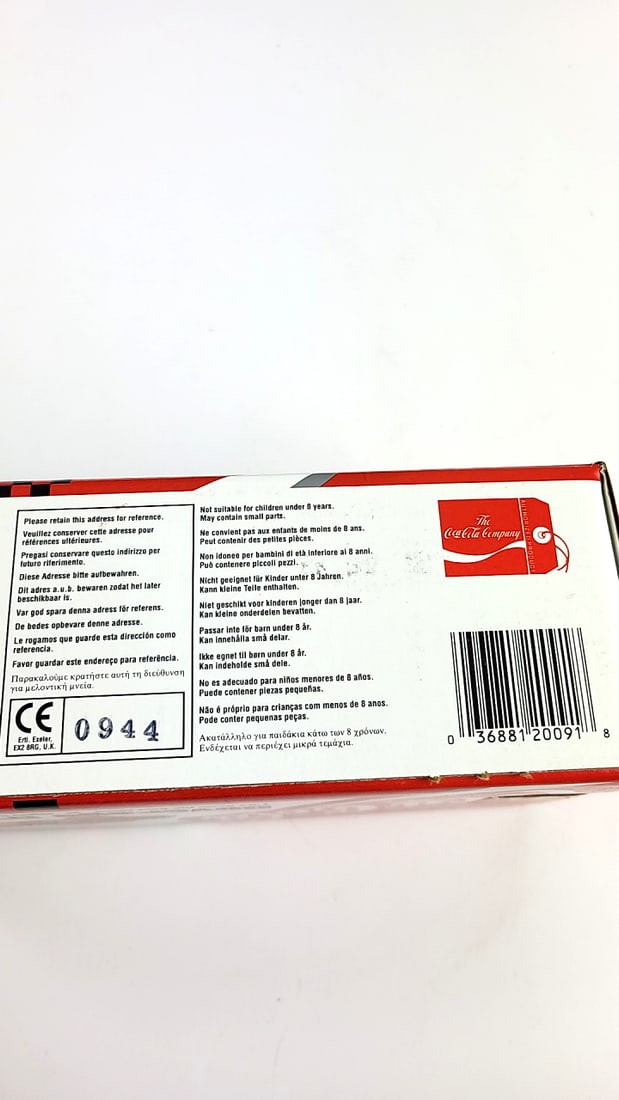 Please retain this address for reference.
Veuillez conserver cette adresse pour
références ultérieures.
Pregasi conservare questo indirizzo per
futuro riferimento.
Diese Adresse bitte aufbewahren.
Dit adres a.u.b. bewaren zodat het later
beschikbaar is.
Var god spara denna adress för referens.
De bedes opbevare denne adresse.
Le rogamos que guarde esta dirección como
referencia.
Favor guardar este endereço para referência.
Παρακαλούμε κρατήστε αυτή τη διεύθυνση
για μελοντική μνεία.
CE
Ertl. Exeter,
EX2 8RG, U.K.
0944
Not suitable for children under 8 years.
May contain small parts.
Ne convient pas aux enfants de moins de 8 ans.
Peut contenir des petites pièces.
Non idoneo per bambini di età inferiore ai 8 anni.
Può contenere piccoli pezzi.
Nicht geeignet für Kinder unter 8 Jahren.
Kann kleine Teile enthalten.
Niet geschikt voor kinderen jonger dan 8 jaar.
Kan kleine onderdelen bevatten.
Passar inte för barn under 8 år.
Kan innehålla små delar.
Ikke egnet til børn under 8 år.
Kan indeholde små dele.
No es adecuado para niños menores de 8 años.
Puede contener piezas pequeñas.
Não é próprio para crianças com menos de 8 anos.
Pode conter pequenas peças.
Ακατάλληλο για παιδάκια κάτω των 8 χρόνων.
Ενδέχεται να περιέχει μικρά τεμάχια.
The
Coca-Cola Company
AUTHORIZED PRODUCT
0 36881 20091 8